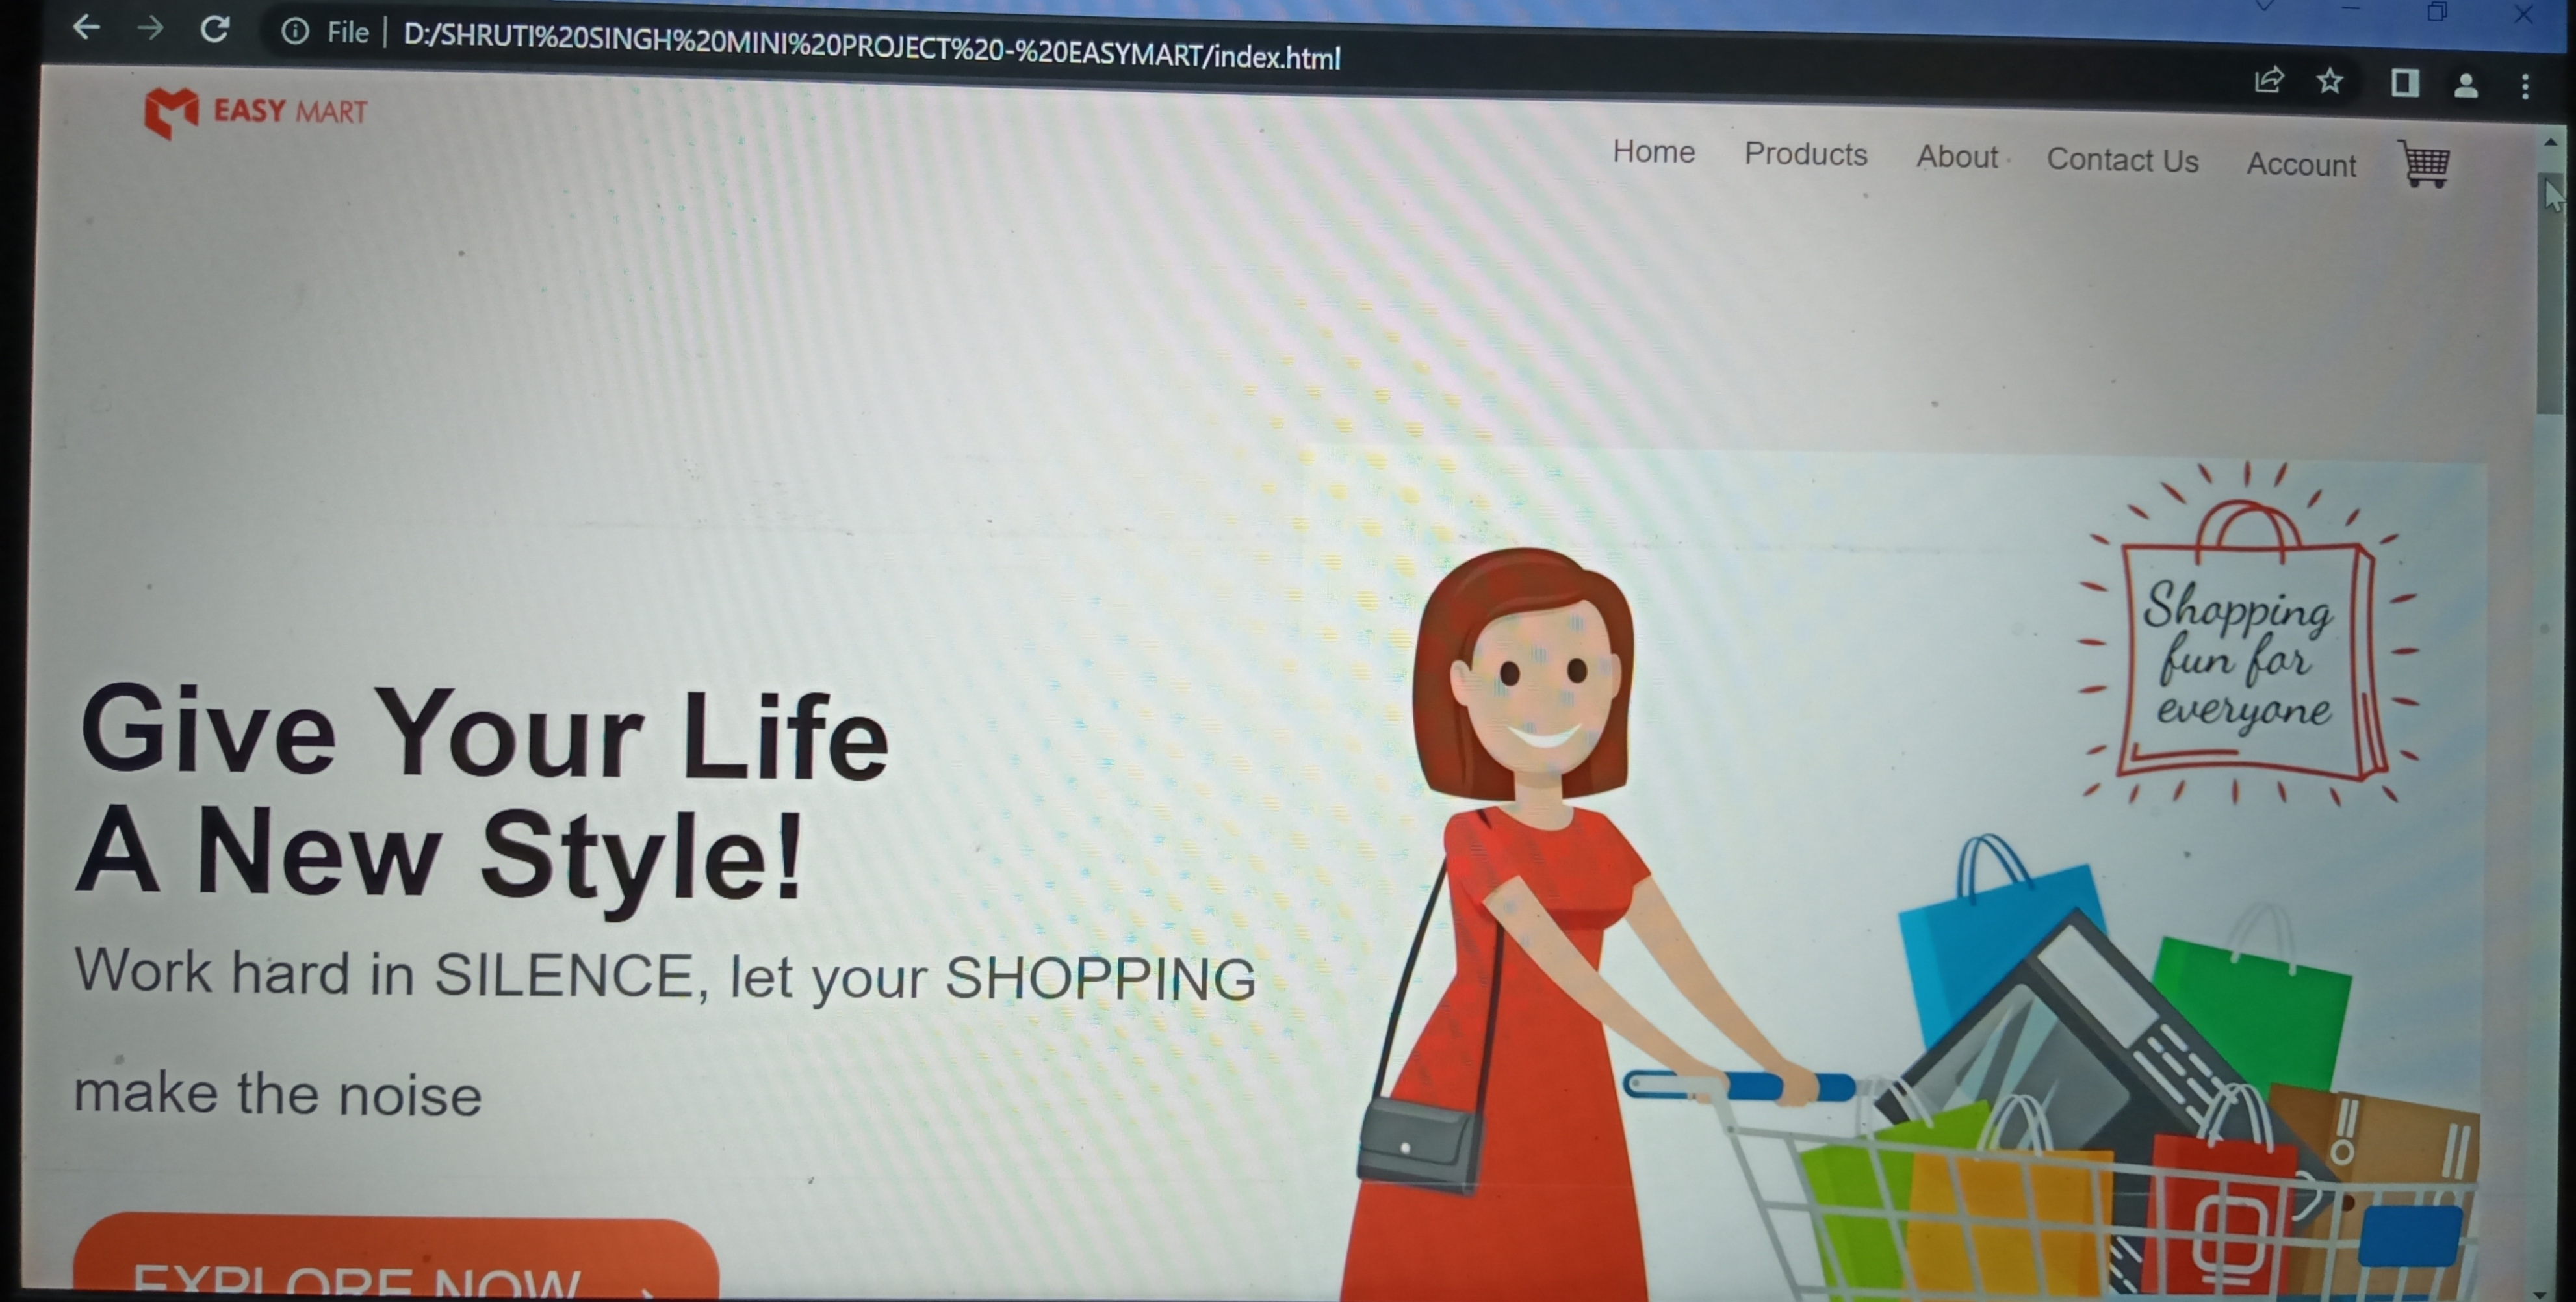 File | D:/SHRUTI%20SINGH%20MINI%20PROJECT%20-%20EASYMART/index.html
EASY MART
Home Products About Contact Us Account
Shopping
fun for
everyone
Give Your Life
A New Style!
Work hard in SILENCE, let your SHOPPING
make the noise
EXPLORE NOW